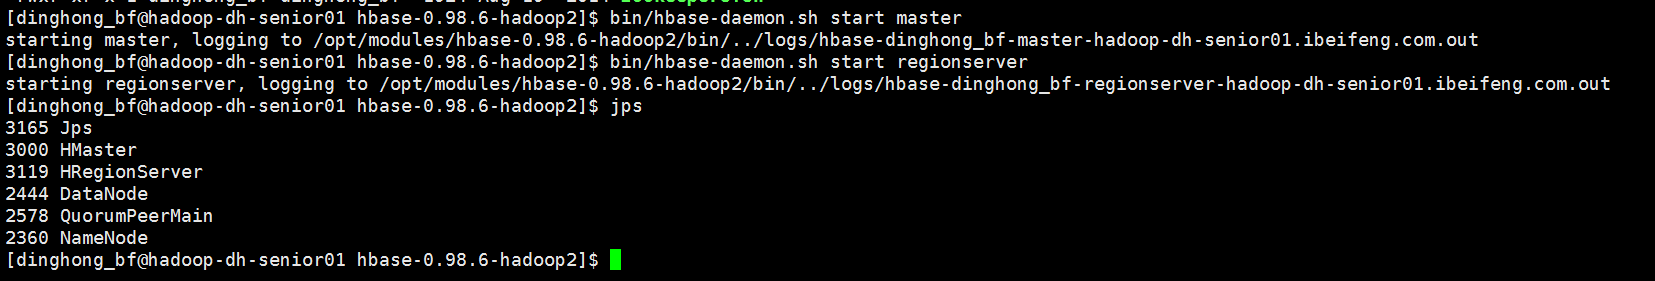 [dinghong_bf@hadoop-dh-senior01 hbase-0.98.6-hadoop2]$ bin/hbase-daemon.sh start master
starting master, logging to /opt/modules/hbase-0.98.6-hadoop2/bin/../logs/hbase-dinghong_bf-master-hadoop-dh-senior01.ibeifeng.com.out
[dinghong_bf@hadoop-dh-senior01 hbase-0.98.6-hadoop2]$ bin/hbase-daemon.sh start regionserver
starting regionserver, logging to /opt/modules/hbase-0.98.6-hadoop2/bin/../logs/hbase-dinghong_bf-regionserver-hadoop-dh-senior01.ibeifeng.com.out
[dinghong_bf@hadoop-dh-senior01 hbase-0.98.6-hadoop2]$ jps
3165 Jps
3000 HMaster
3119 HRegionServer
2444 DataNode
2578 QuorumPeerMain
2360 NameNode
[dinghong_bf@hadoop-dh-senior01 hbase-0.98.6-hadoop2]$